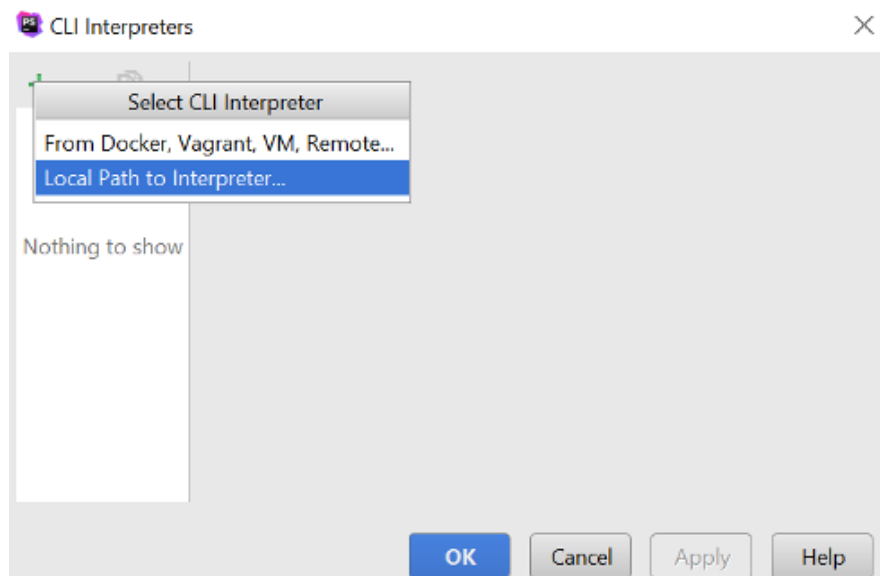 PS
CLI Interpreters
Select CLI Interpreter
From Docker, Vagrant, VM, Remote...
Local Path to Interpreter...
Nothing to show
OK
Cancel
Apply
Help